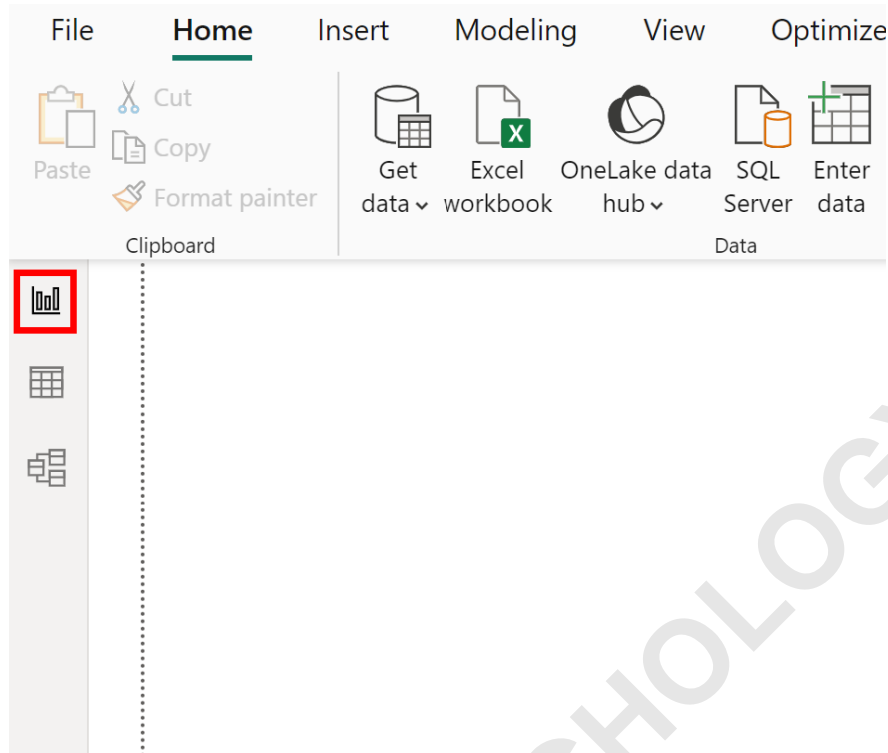 File Home Insert Modeling View Optimize
Cut
Copy
Paste
Format painter
Clipboard
Get data
Excel workbook
OneLake data hub
SQL Server
Enter data
Data